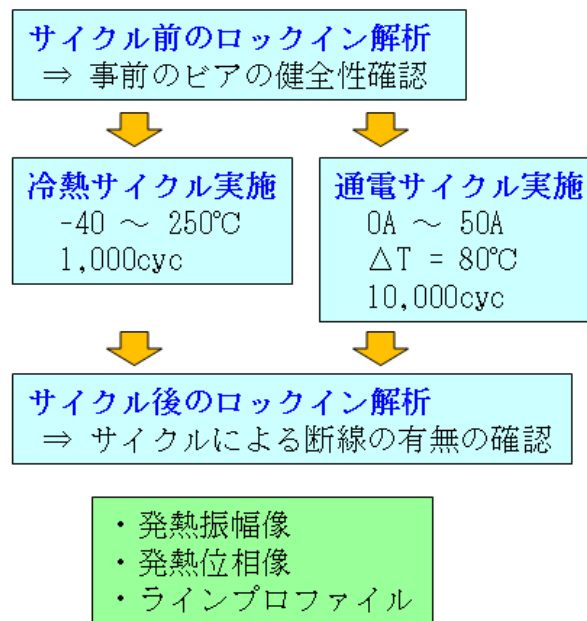 サイクル前のロックイン解析
⇒ 事前のビアの健全性確認
冷熱サイクル実施
-40 ～ 250℃
1,000cyc
通電サイクル実施
0A ～ 50A
△T = 80℃
10,000cyc
サイクル後のロックイン解析
⇒ サイクルによる断線の有無の確認
・発熱振幅像
・発熱位相像
・ラインプロファイル